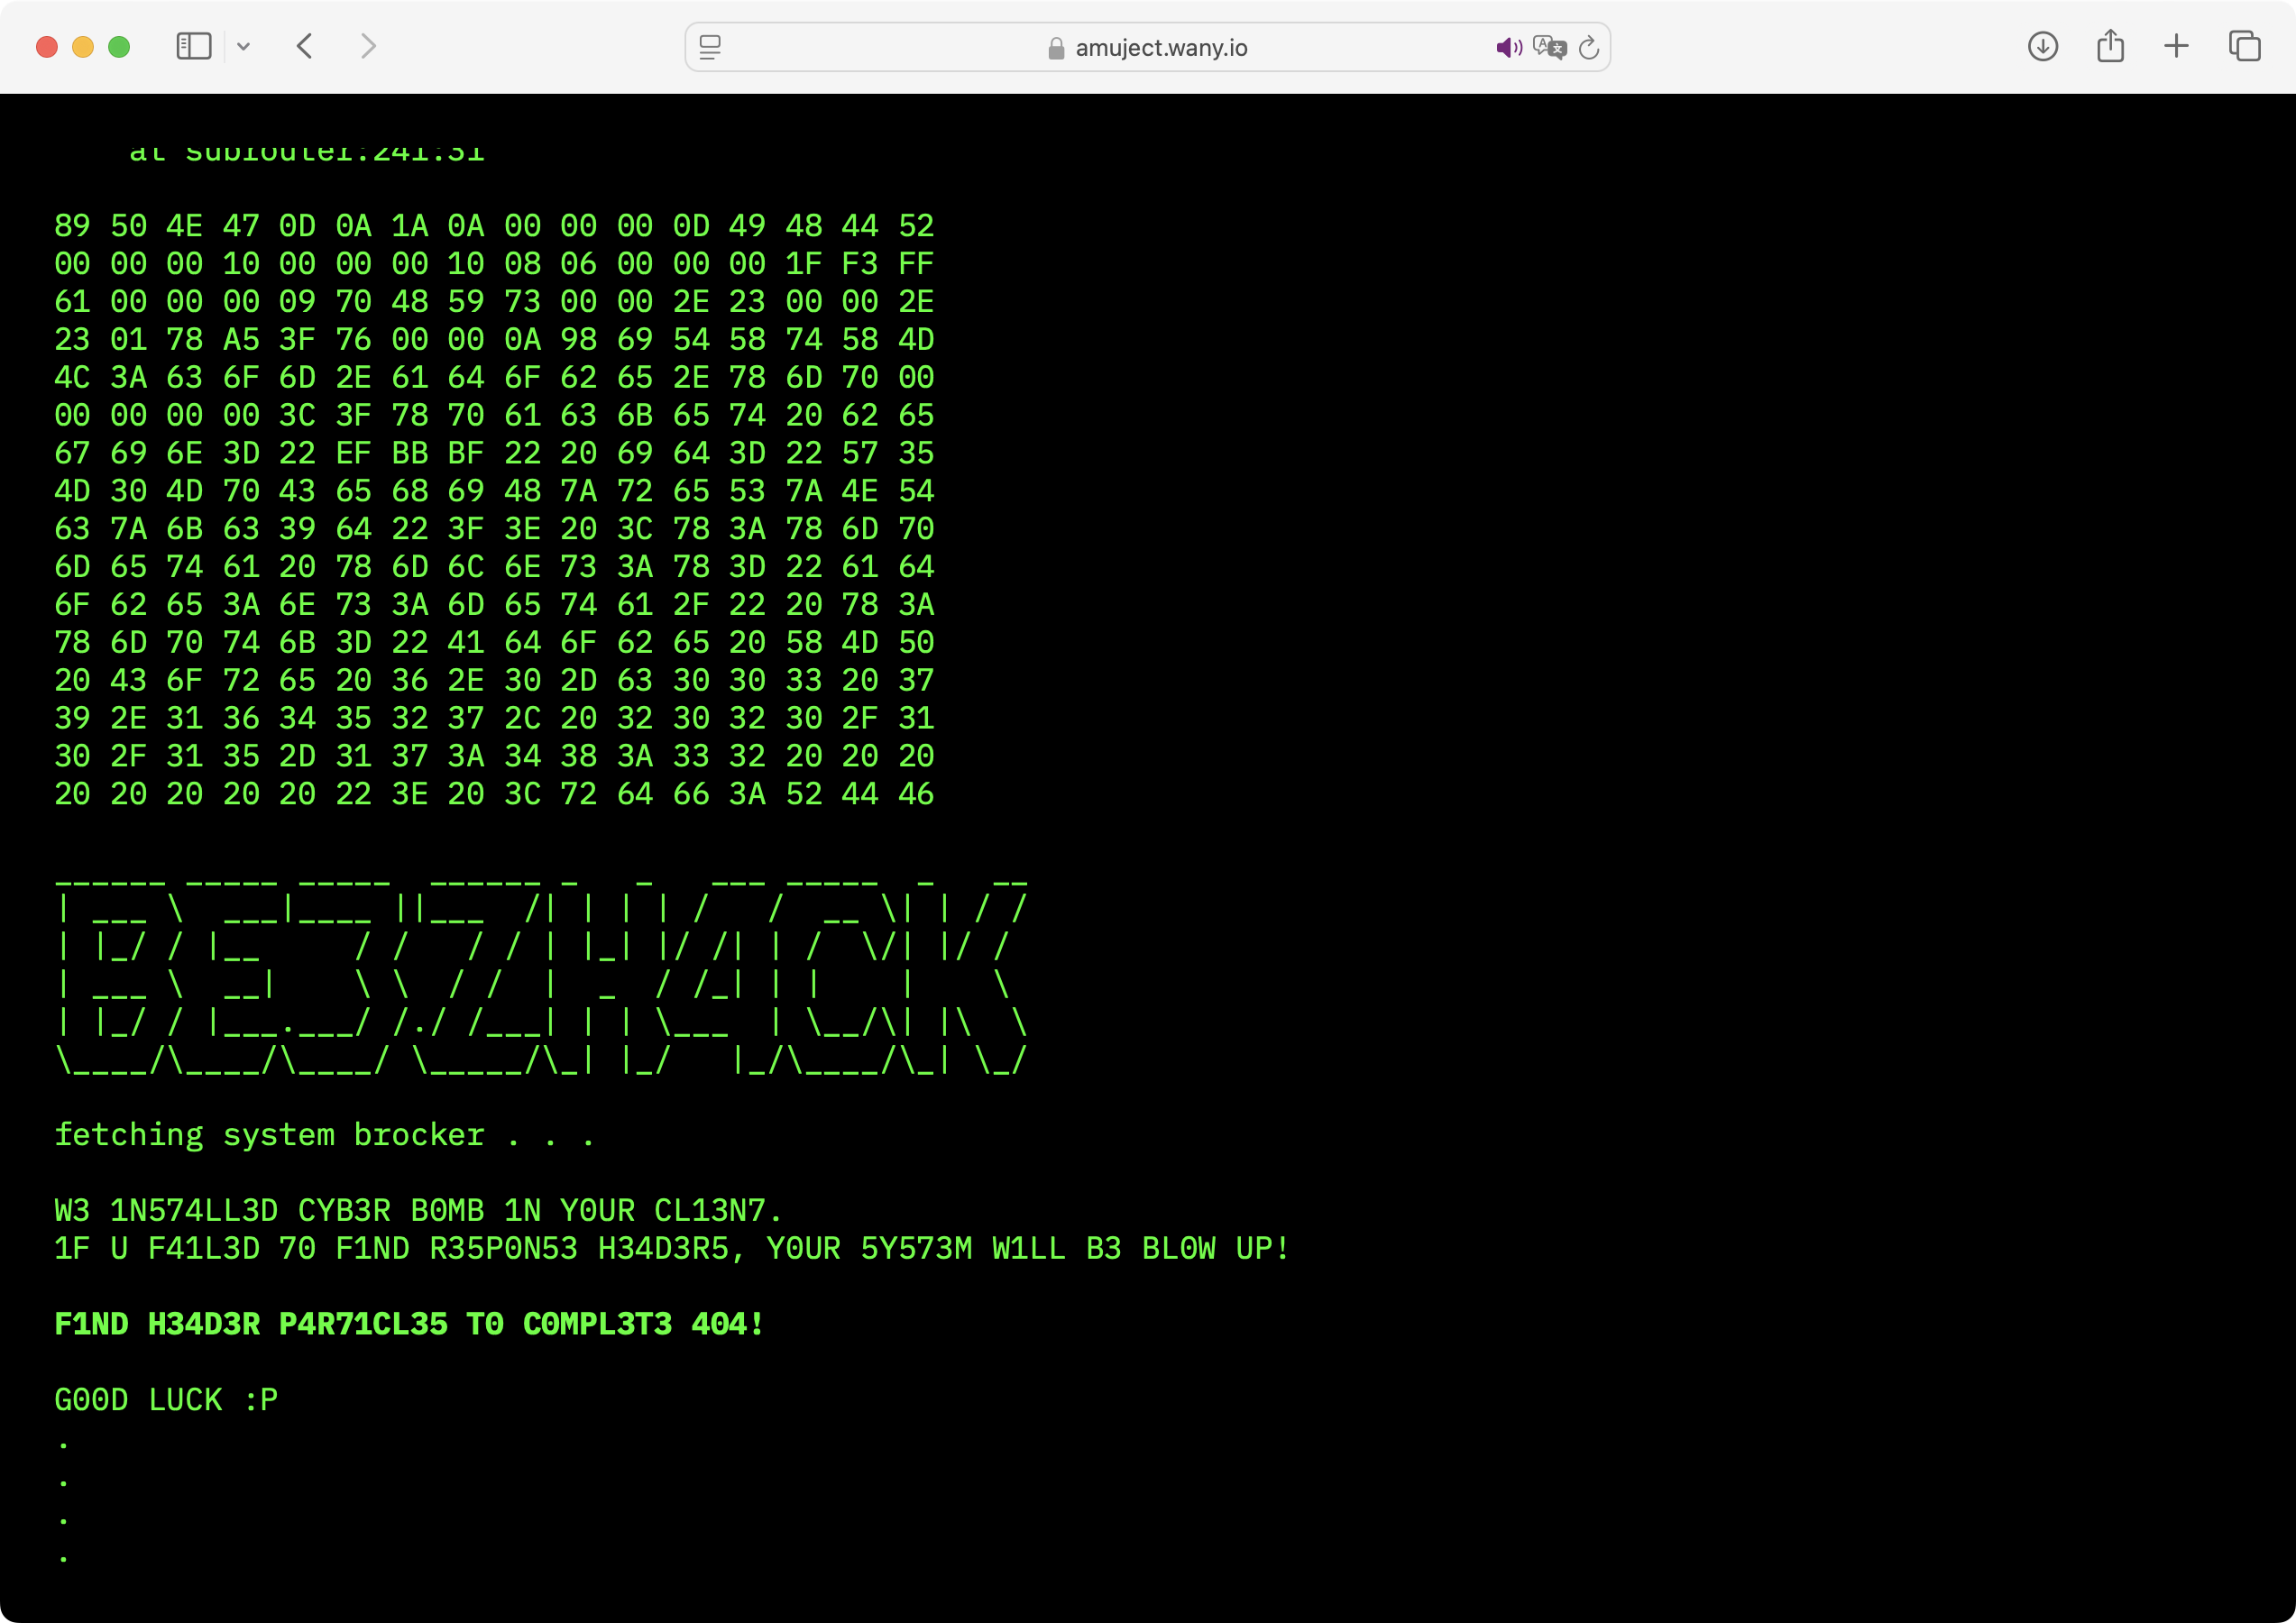 amuject.wany.io
at subrouter:241:31
89 50 4E 47 0D 0A 1A 0A 00 00 00 0D 49 48 44 52
00 00 00 10 00 00 00 10 08 06 00 00 00 1F F3 FF
61 00 00 00 09 70 48 59 73 00 00 2E 23 00 00 2E
23 01 78 A5 3F 76 00 00 0A 98 69 54 58 74 58 4D
4C 3A 63 6F 6D 2E 61 64 6F 62 65 2E 78 6D 70 00
00 00 00 00 3C 3F 78 70 61 63 6B 65 74 20 62 65
67 69 6E 3D 22 EF BB BF 22 20 69 64 3D 22 57 35
4D 30 4D 70 43 65 68 69 48 7A 72 65 53 7A 4E 54
63 7A 6B 63 39 64 22 3F 3E 20 3C 78 3A 78 6D 70
6D 65 74 61 20 78 6D 6C 6E 73 3A 78 3D 22 61 64
6F 62 65 3A 6E 73 3A 6D 65 74 61 2F 22 20 78 3A
78 6D 70 74 6B 3D 22 41 64 6F 62 65 20 58 4D 50
20 43 6F 72 65 20 36 2E 30 2D 63 30 30 33 20 37
39 2E 31 36 34 35 32 37 2C 20 32 30 32 30 2F 31
30 2F 31 35 2D 31 37 3A 34 38 3A 33 32 20 20 20
20 20 20 20 20 22 3E 20 3C 72 64 66 3A 52 44 46
BE3ZH4CK
fetching system brocker . . .
W3 1N574LL3D CYB3R B0MB 1N Y0UR CL13N7.
1F U F41L3D 70 F1ND R35P0N53 H34D3R5, Y0UR 5Y573M W1LL B3 BL0W UP!
F1ND H34D3R P4R71CL35 T0 C0MPL3T3 404!
G00D LUCK :P
.
.
.
.